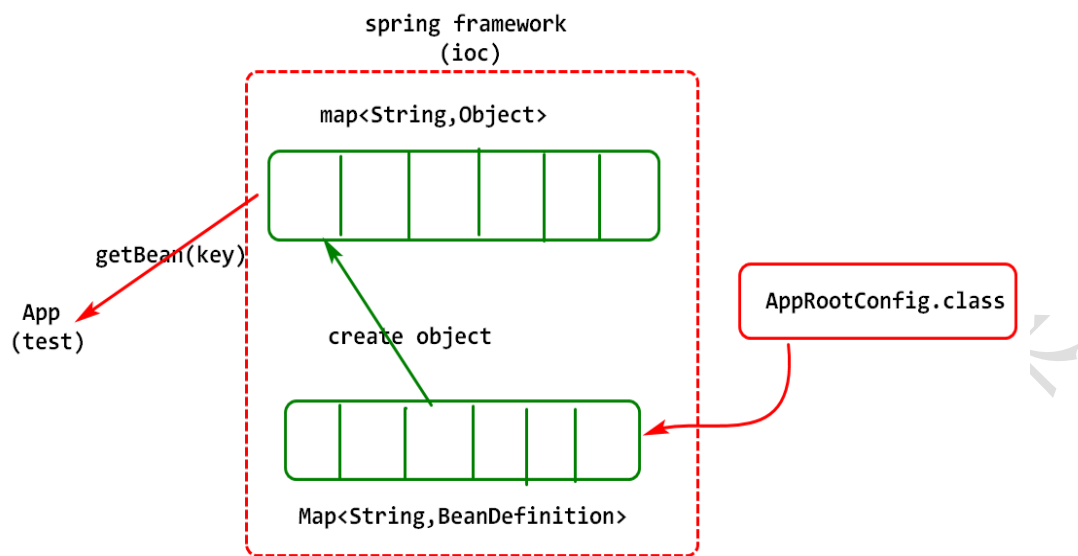 spring framework
(ioc)
map<String,Object>
getBean(key)
App
(test)
create object
AppRootConfig.class
Map<String,BeanDefinition>